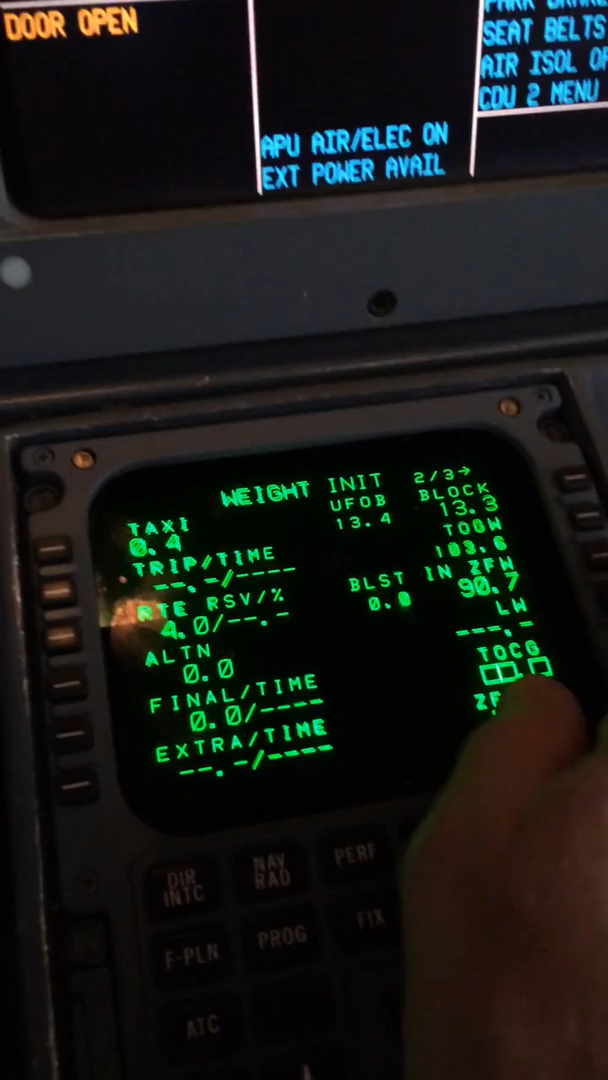 DOOR OPEN
SEAT BELTS
AIR ISOL
CDU 2 MENU
APU AIR/ELEC ON
EXT POWER AVAIL
WEIGHT INIT 2/3→
TAXI UFOB BLOCK
0.4 13.4 13.3
TRIP/TIME TOGW
--.-/---- 103.6
RTE RSV/% BLST IN ZFW
4.0/--.- 0.0 90.7
ALTN LW
0.0 ---.-
FINAL/TIME TOCG
0.0/---- □□.□
EXTRA/TIME
--.-/----
DIR INTC
NAV RAD
PERF
F-PLN
PROG
FIX
ATC